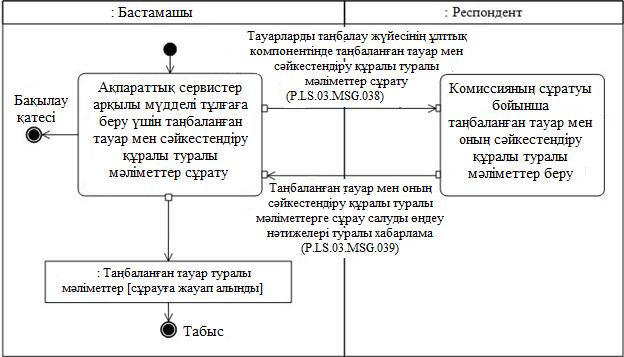 : Бастамашы
: Респондент
Тауарларды таңбалау жүйесінің ұлттық
компонентінде таңбаланған тауар мен
сәйкестендіру құралы туралы
мәліметтер сұрату
(P.LS.03.MSG.038)
Бақылау
қатесі
Ақпараттық сервистер
арқылы мүдделі тұлғаға
беру үшін таңбаланған
тауар мен сәйкестендіру
құралы туралы
мәліметтер сұрату
Комиссияның сұратуы
бойынша
таңбаланған тауар мен
оның сәйкестендіру
құралы туралы
мәліметтер беру
Таңбаланған тауар мен оның
сәйкестендіру құралы туралы
мәліметтерге сұрау салуды өңдеу
нәтижелері туралы хабарлама
(P.LS.03.MSG.039)
: Таңбаланған тауар туралы
мәліметтер [сұрауға жауап алынды]
Табыс